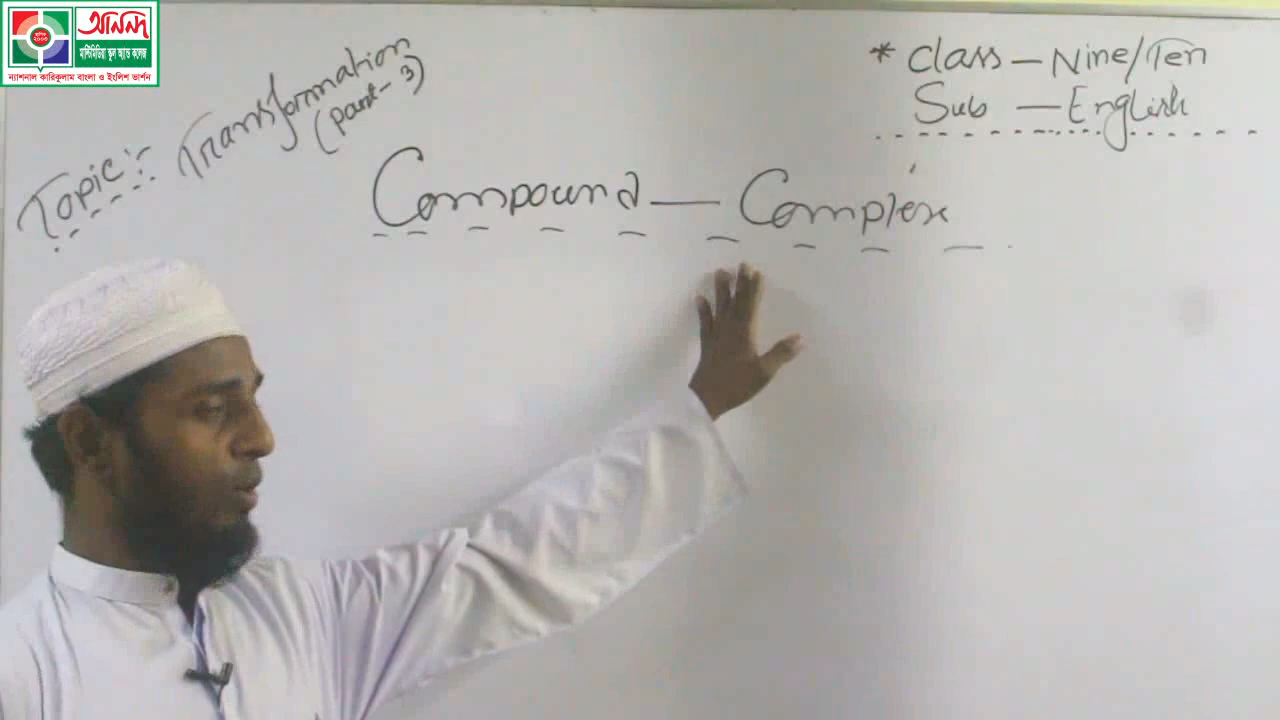 আনন্দ
মাল্টিমিডিয়া স্কুল অ্যান্ড কলেজ
ন্যাশনাল কারিকুলাম বাংলা ও ইংলিশ ভার্শন
* Class – Nine/Ten
Sub – English
Topic: Transformation
(part-3)
Compound – Complex